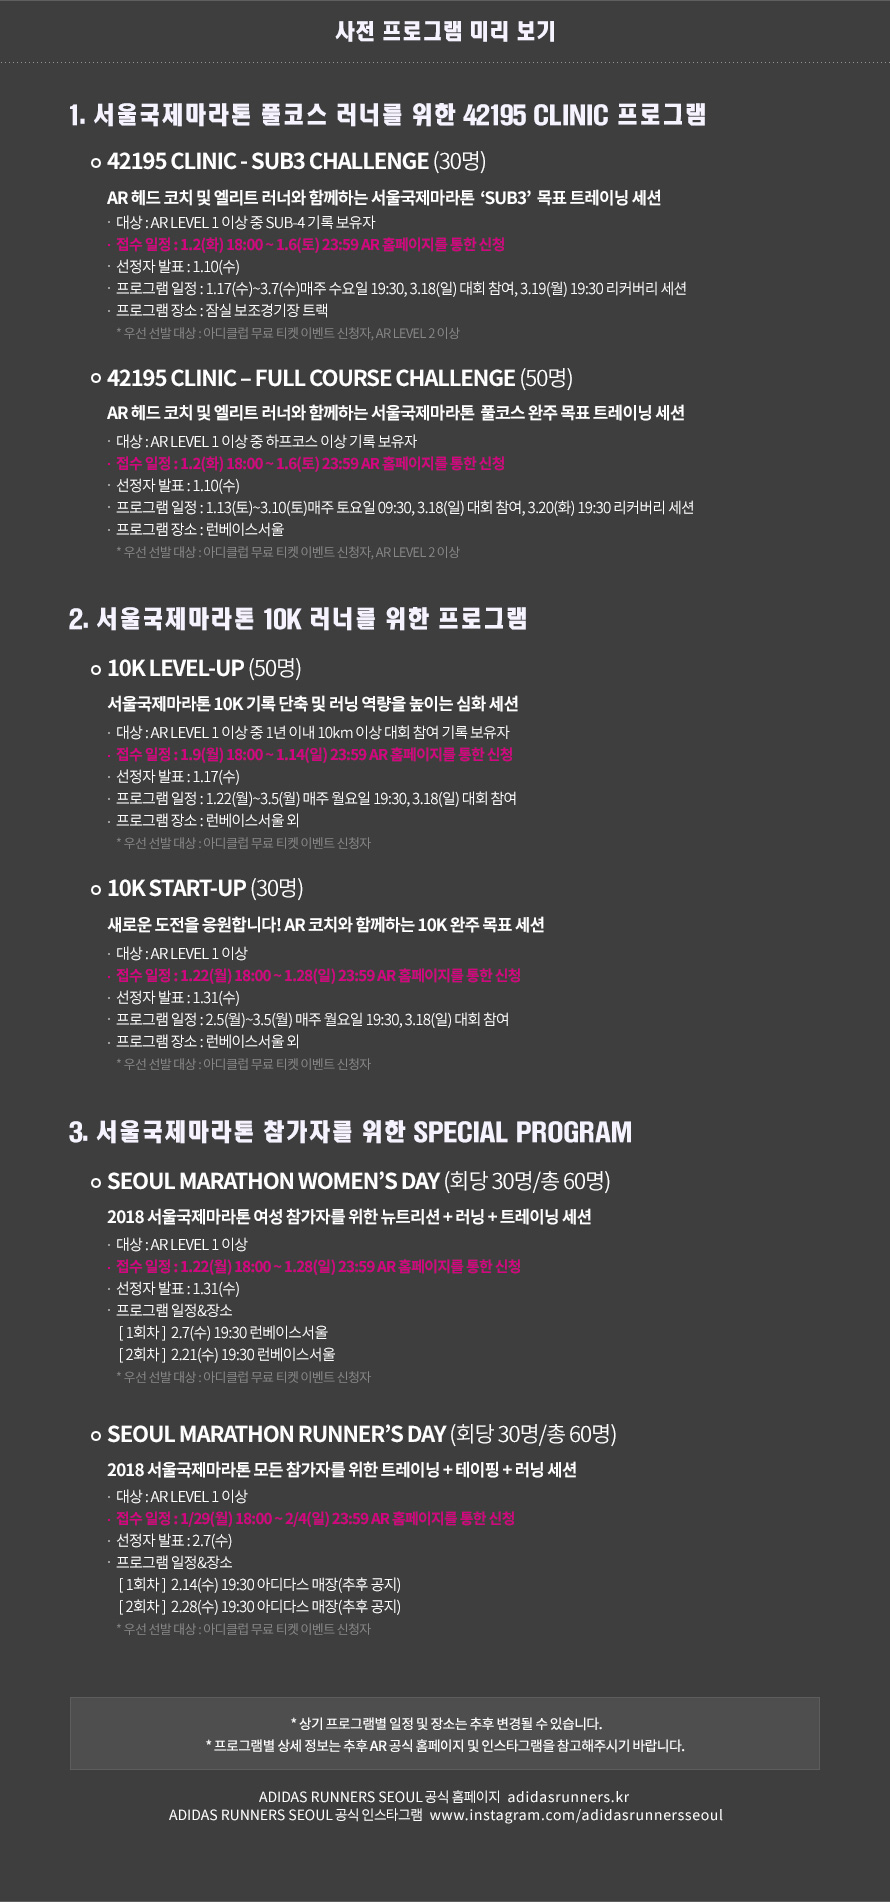 사전 프로그램 미리 보기
1. 서울국제마라톤 풀코스 러너를 위한 42195 CLINIC 프로그램
42195 CLINIC - SUB3 CHALLENGE (30명)
AR 헤드 코치 및 엘리트 러너와 함께하는 서울국제마라톤 ‘SUB3’ 목표 트레이닝 세션
· 대상 : AR LEVEL 1 이상 중 SUB-4 기록 보유자
· 접수 일정 : 1.2(화) 18:00 ~ 1.6(토) 23:59 AR 홈페이지를 통한 신청
· 선정자 발표 : 1.10(수)
· 프로그램 일정 : 1.17(수)~3.7(수)매주 수요일 19:30, 3.18(일) 대회 참여, 3.19(월) 19:30 리커버리 세션
· 프로그램 장소 : 잠실 보조경기장 트랙
* 우선 선발 대상 : 아디클럽 무료 티켓 이벤트 신청자, AR LEVEL 2 이상
42195 CLINIC – FULL COURSE CHALLENGE (50명)
AR 헤드 코치 및 엘리트 러너와 함께하는 서울국제마라톤 풀코스 완주 목표 트레이닝 세션
· 대상 : AR LEVEL 1 이상 중 하프코스 이상 기록 보유자
· 접수 일정 : 1.2(화) 18:00 ~ 1.6(토) 23:59 AR 홈페이지를 통한 신청
· 선정자 발표 : 1.10(수)
· 프로그램 일정 : 1.13(토)~3.10(토)매주 토요일 09:30, 3.18(일) 대회 참여, 3.20(화) 19:30 리커버리 세션
· 프로그램 장소 : 런베이스서울
* 우선 선발 대상 : 아디클럽 무료 티켓 이벤트 신청자, AR LEVEL 2 이상
2. 서울국제마라톤 10K 러너를 위한 프로그램
10K LEVEL-UP (50명)
서울국제마라톤 10K 기록 단축 및 러닝 역량을 높이는 심화 세션
· 대상 : AR LEVEL 1 이상 중 1년 이내 10km 이상 대회 참여 기록 보유자
· 접수 일정 : 1.9(월) 18:00 ~ 1.14(일) 23:59 AR 홈페이지를 통한 신청
· 선정자 발표 : 1.17(수)
· 프로그램 일정 : 1.22(월)~3.5(월) 매주 월요일 19:30, 3.18(일) 대회 참여
· 프로그램 장소 : 런베이스서울 외
* 우선 선발 대상 : 아디클럽 무료 티켓 이벤트 신청자
10K START-UP (30명)
새로운 도전을 응원합니다! AR 코치와 함께하는 10K 완주 목표 세션
· 대상 : AR LEVEL 1 이상
· 접수 일정 : 1.22(월) 18:00 ~ 1.28(일) 23:59 AR 홈페이지를 통한 신청
· 선정자 발표 : 1.31(수)
· 프로그램 일정 : 2.5(월)~3.5(월) 매주 월요일 19:30, 3.18(일) 대회 참여
· 프로그램 장소 : 런베이스서울 외
* 우선 선발 대상 : 아디클럽 무료 티켓 이벤트 신청자
3. 서울국제마라톤 참가자를 위한 SPECIAL PROGRAM
SEOUL MARATHON WOMEN’S DAY (회당 30명/총 60명)
2018 서울국제마라톤 여성 참가자를 위한 뉴트리션 + 러닝 + 트레이닝 세션
· 대상 : AR LEVEL 1 이상
· 접수 일정 : 1.22(월) 18:00 ~ 1.28(일) 23:59 AR 홈페이지를 통한 신청
· 선정자 발표 : 1.31(수)
· 프로그램 일정&장소
[ 1회차 ] 2.7(수) 19:30 런베이스서울
[ 2회차 ] 2.21(수) 19:30 런베이스서울
* 우선 선발 대상 : 아디클럽 무료 티켓 이벤트 신청자
SEOUL MARATHON RUNNER’S DAY (회당 30명/총 60명)
2018 서울국제마라톤 모든 참가자를 위한 트레이닝 + 테이핑 + 러닝 세션
· 대상 : AR LEVEL 1 이상
· 접수 일정 : 1/29(월) 18:00 ~ 2/4(일) 23:59 AR 홈페이지를 통한 신청
· 선정자 발표 : 2.7(수)
· 프로그램 일정&장소
[ 1회차 ] 2.14(수) 19:30 아디다스 매장(추후 공지)
[ 2회차 ] 2.28(수) 19:30 아디다스 매장(추후 공지)
* 우선 선발 대상 : 아디클럽 무료 티켓 이벤트 신청자
* 상기 프로그램별 일정 및 장소는 추후 변경될 수 있습니다.
* 프로그램별 상세 정보는 추후 AR 공식 홈페이지 및 인스타그램을 참고해주시기 바랍니다.
ADIDAS RUNNERS SEOUL 공식 홈페이지 adidasrunners.kr
ADIDAS RUNNERS SEOUL 공식 인스타그램 www.instagram.com/adidasrunnersseoul